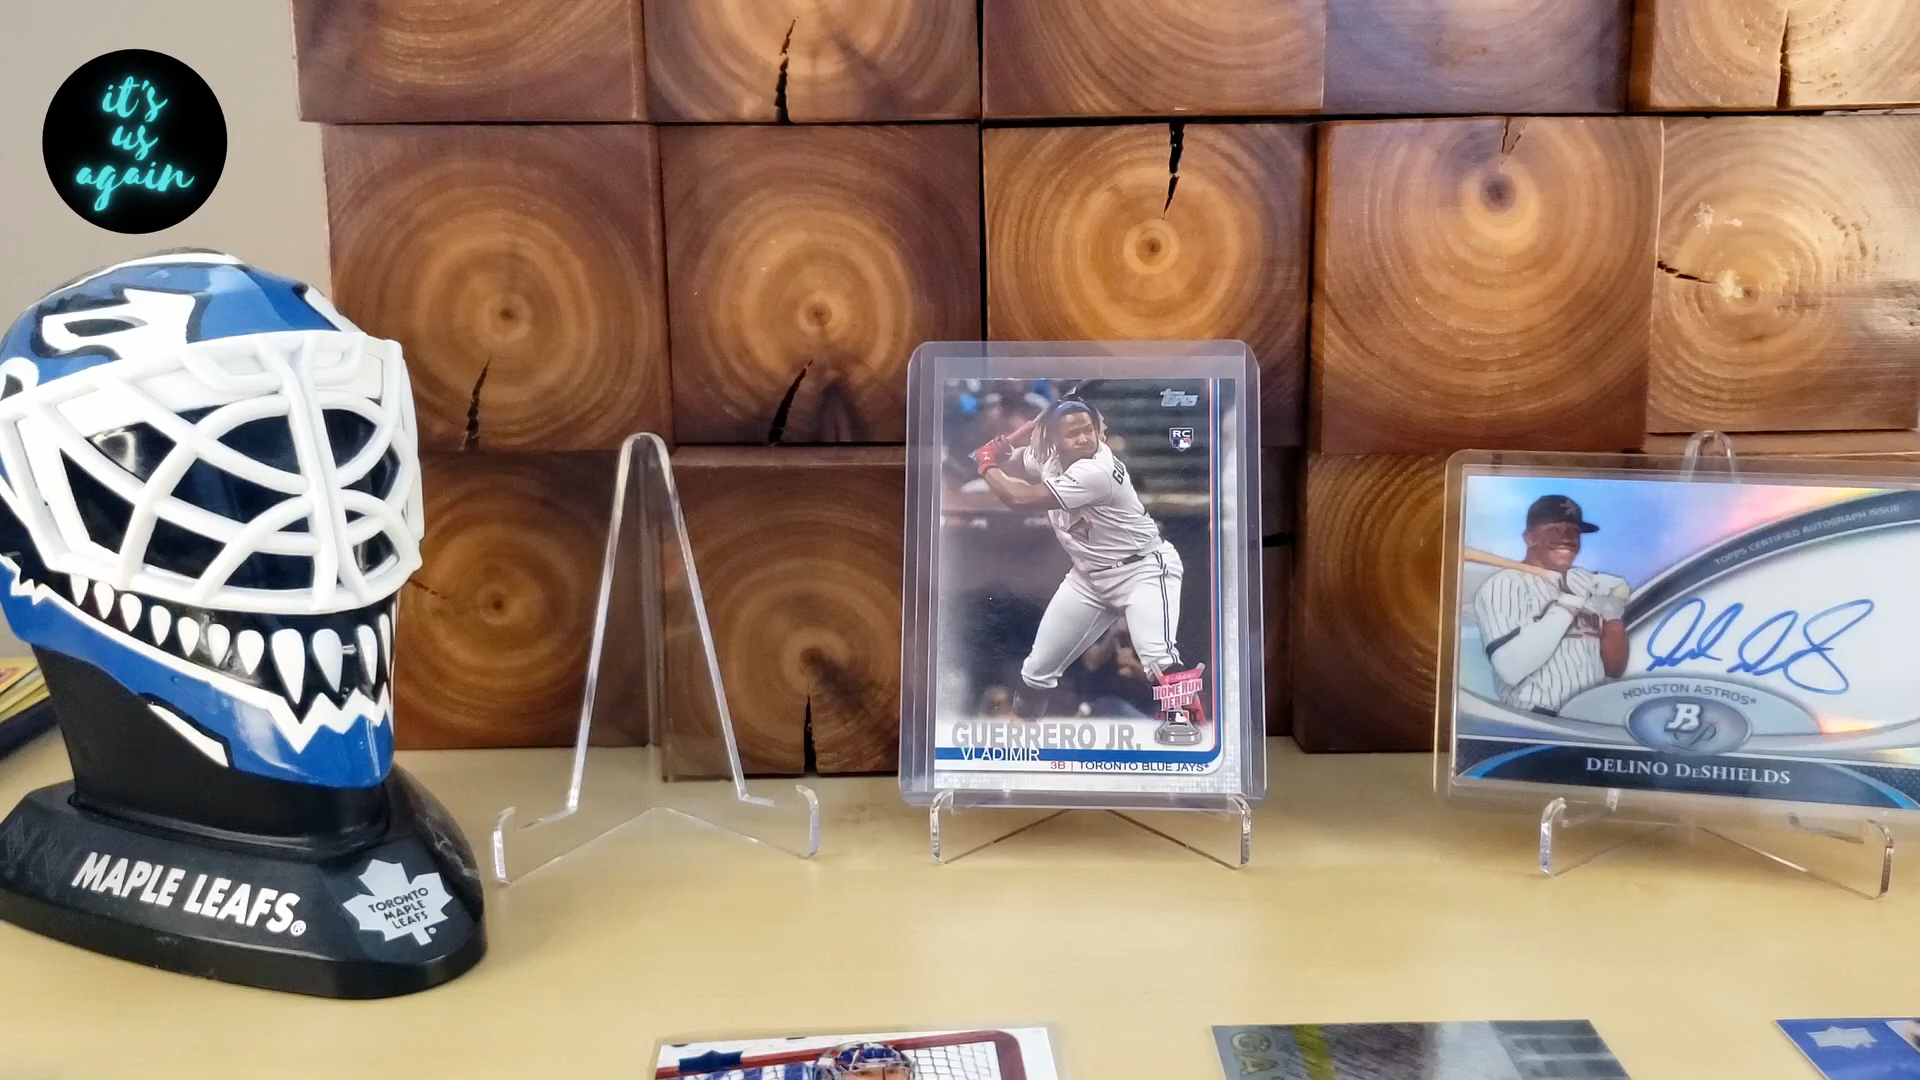 it's
us
again
MAPLE LEAFS®
TORONTO
MAPLE
LEAFS
TOPPS
RC
GU
HOME RUN
DERBY
GUERRERO JR.
VLADIMIR
3B | TORONTO BLUE JAYS®
TOPPS CERTIFIED AUTOGRAPH ISSUE
HOUSTON ASTROS®
B
DELINO DeSHIELDS